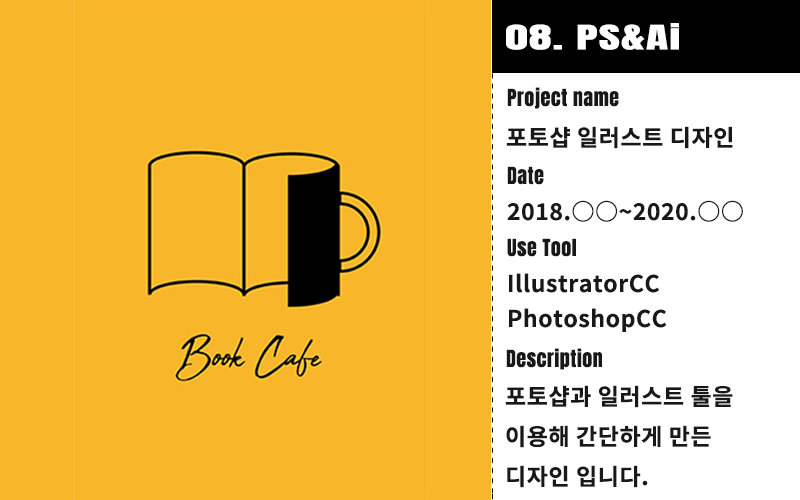 Book Cafe
08. PS&Ai
Project name
포토샵 일러스트 디자인
Date
2018.○○~2020.○○
Use Tool
IllustratorCC
PhotoshopCC
Description
포토샵과 일러스트 툴을
이용해 간단하게 만든
디자인 입니다.